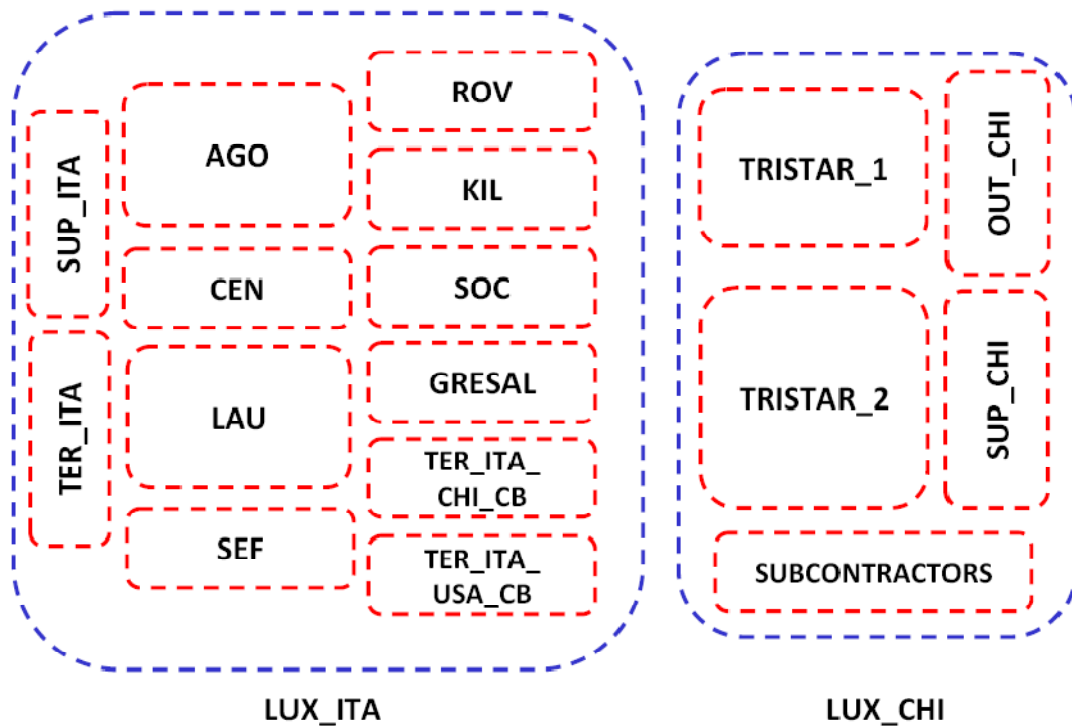 SUP_ITA
TER_ITA
AGO
CEN
LAU
SEF
ROV
KIL
SOC
GRESAL
TER_ITA_
CHI_CB
TER_ITA_
USA_CB
LUX_ITA
TRISTAR_1
TRISTAR_2
OUT_CHI
SUP_CHI
SUBCONTRACTORS
LUX_CHI